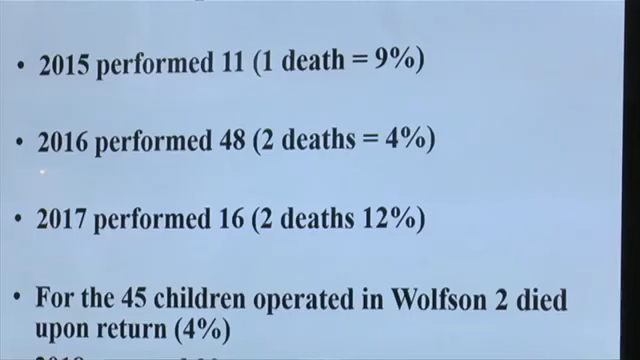 • 2015 performed 11 (1 death = 9%)
• 2016 performed 48 (2 deaths = 4%)
• 2017 performed 16 (2 deaths 12%)
• For the 45 children operated in Wolfson 2 died
upon return (4%)